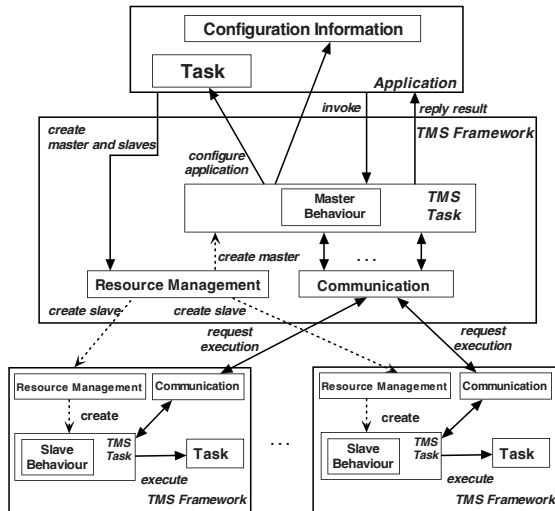 Configuration Information
Task
Application
create
master and slaves
invoke
reply result
TMS Framework
configure
application
Master
Behaviour
TMS
Task
create master
. . .
Resource Management
Communication
create slave
create slave
request
execution
request
execution
Resource Management
Communication
create
Slave
Behaviour
TMS
Task
Task
execute
TMS Framework
. . .
Resource Management
Communication
create
Slave
Behaviour
TMS
Task
Task
execute
TMS Framework